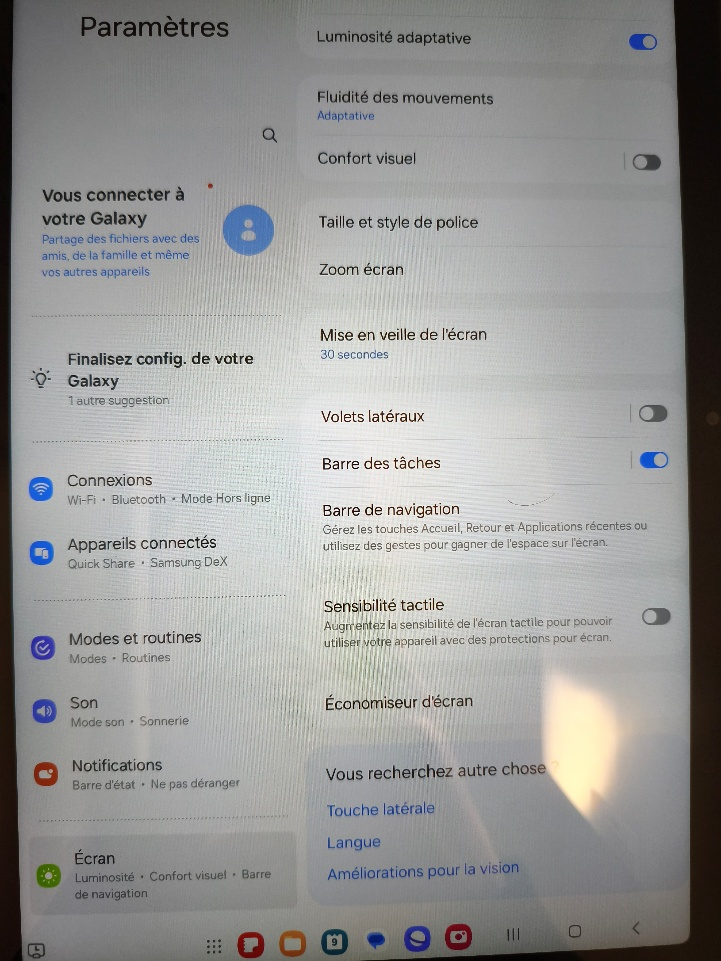 Paramètres
Vous connecter à
votre Galaxy
Partage des fichiers avec des
amis, de la famille et même
vos autres appareils
Finalisez config. de votre
Galaxy
1 autre suggestion
Connexions
Wi-Fi • Bluetooth • Mode Hors ligne
Appareils connectés
Quick Share • Samsung DeX
Modes et routines
Modes • Routines
Son
Mode son • Sonnerie
Notifications
Barre d'état • Ne pas déranger
Écran
Luminosité • Confort visuel • Barre
de navigation
Luminosité adaptative
Fluidité des mouvements
Adaptative
Confort visuel
Taille et style de police
Zoom écran
Mise en veille de l'écran
30 secondes
Volets latéraux
Barre des tâches
Barre de navigation
Gérez les touches Accueil, Retour et Applications récentes ou
utilisez des gestes pour gagner de l'espace sur l'écran.
Sensibilité tactile
Augmentez la sensibilité de l'écran tactile pour pouvoir
utiliser votre appareil avec des protections pour écran.
Économiseur d'écran
Vous recherchez autre chose ?
Touche latérale
Langue
Améliorations pour la vision
9